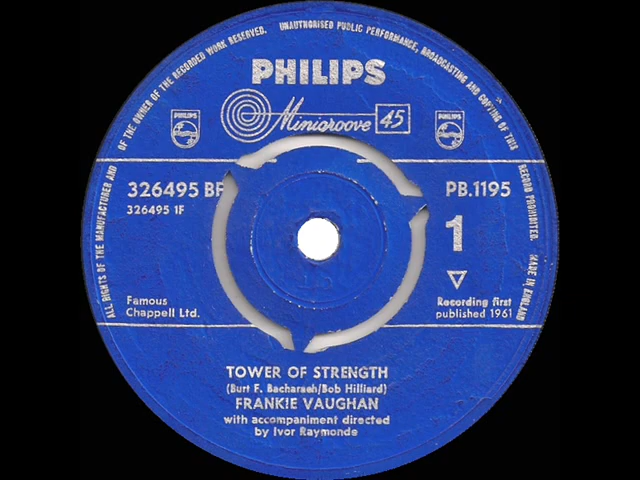 ALL RIGHTS OF THE MANUFACTURER AND OF THE OWNER OF THE RECORDED WORK RESERVED. UNAUTHORISED PUBLIC PERFORMANCE, BROADCASTING AND COPYING OF THIS RECORD PROHIBITED. MADE IN ENGLAND
PHILIPS
Minigroove 45
PHILIPS
PHILIPS
326495 BF
PB.1195
326495 1F
1
Famous
Chappell Ltd.
Recording first
published 1961
TOWER OF STRENGTH
(Burt F. Bacharach/Bob Hilliard)
FRANKIE VAUGHAN
with accompaniment directed
by Ivor Raymonde